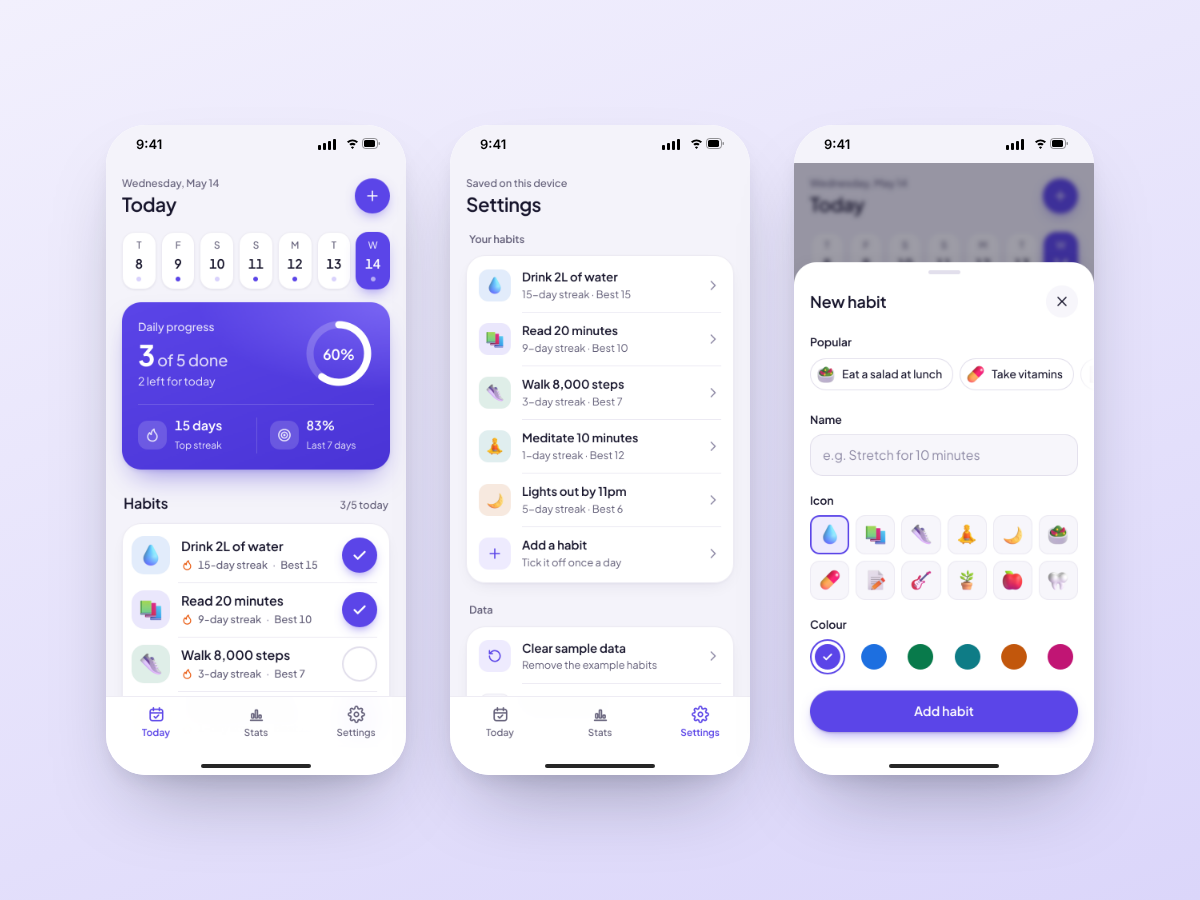 9:41
Wednesday, May 14
Today
T F S S M T W
8 9 10 11 12 13 14
Daily progress
3 of 5 done
2 left for today
60%
15 days
Top streak
83%
Last 7 days
Habits
3/5 today
Drink 2L of water
15-day streak · Best 15
Read 20 minutes
9-day streak · Best 10
Walk 8,000 steps
3-day streak · Best 7
Today
Stats
Settings
9:41
Saved on this device
Settings
Your habits
Drink 2L of water
15-day streak · Best 15
Read 20 minutes
9-day streak · Best 10
Walk 8,000 steps
3-day streak · Best 7
Meditate 10 minutes
1-day streak · Best 12
Lights out by 11pm
5-day streak · Best 6
Add a habit
Tick it off once a day
Data
Clear sample data
Remove the example habits
Today
Stats
Settings
9:41
Wednesday, May 14
Today
New habit
Popular
Eat a salad at lunch
Take vitamins
Name
e.g. Stretch for 10 minutes
Icon
Colour
Add habit